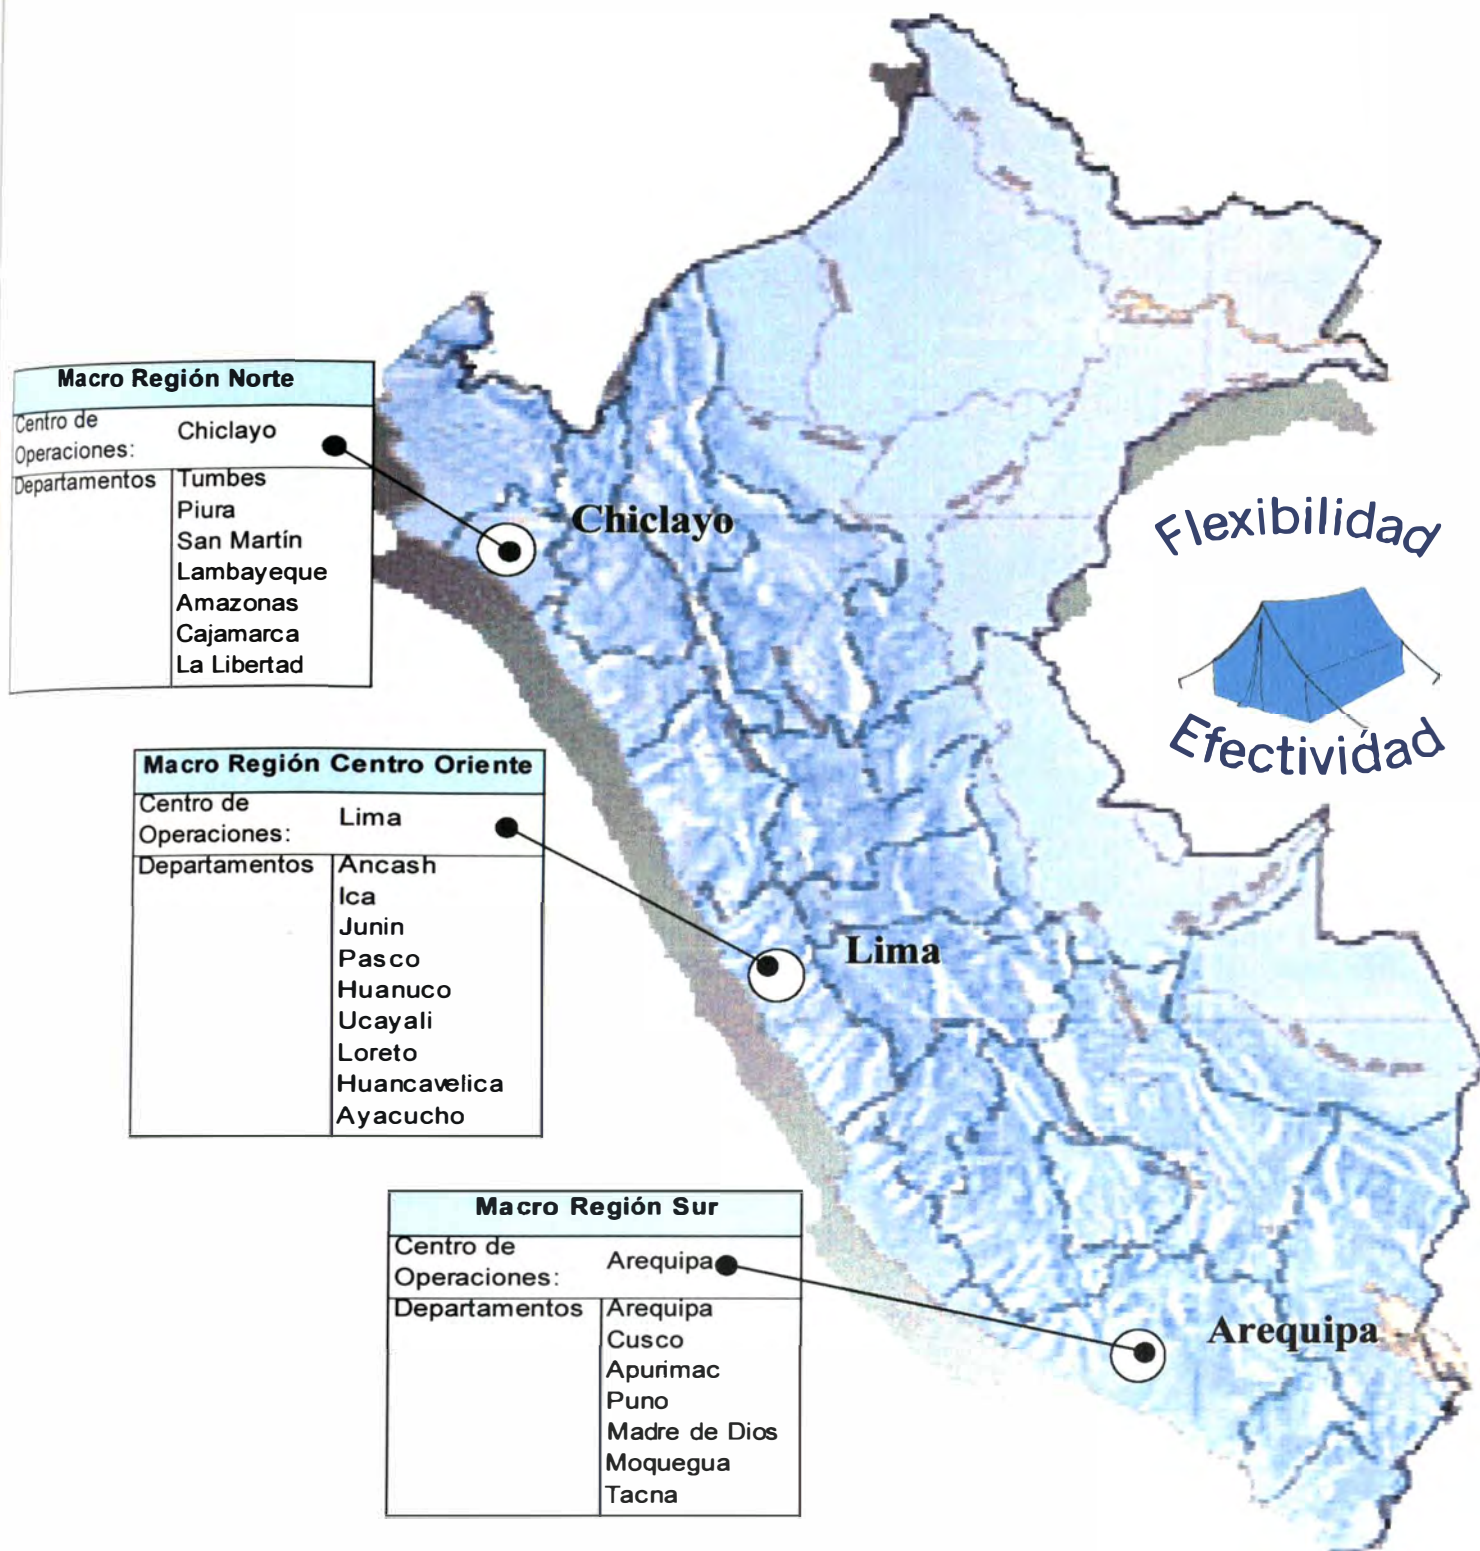 Macro Región Norte
Centro de Operaciones: Chiclayo
Departamentos Tumbes
Piura
San Martín
Lambayeque
Amazonas
Cajamarca
La Libertad
Chiclayo
Flexibilidad
Efectividad
Macro Región Centro Oriente
Centro de Operaciones: Lima
Departamentos Ancash
Ica
Junin
Pasco
Huanuco
Ucayali
Loreto
Huancavelica
Ayacucho
Lima
Macro Región Sur
Centro de Operaciones: Arequipa
Departamentos Arequipa
Cusco
Apurimac
Puno
Madre de Dios
Moquegua
Tacna
Arequipa